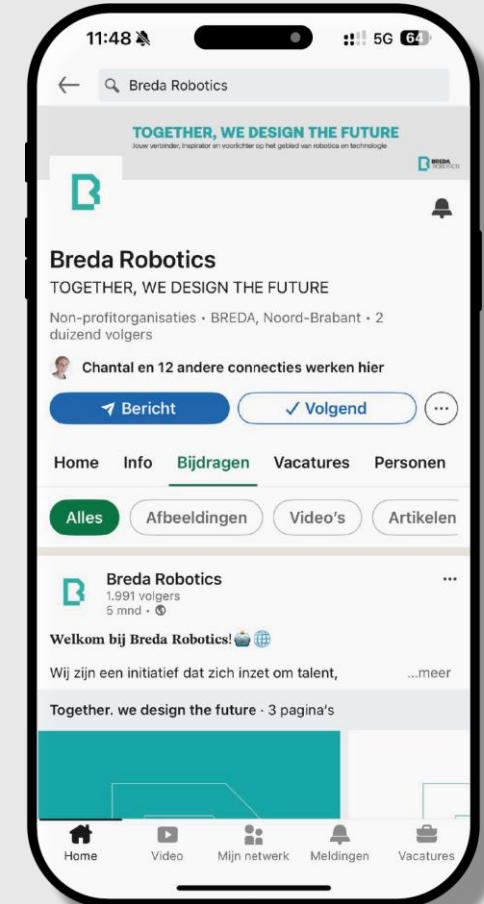 11:48 5G 64
Breda Robotics
TOGETHER, WE DESIGN THE FUTURE
Jouw verbinder, inspirator en voorlichter op het gebied van robotica en technologie
BREDA
ROBOTICS
Breda Robotics
TOGETHER, WE DESIGN THE FUTURE
Non-profitorganisaties • BREDA, Noord-Brabant • 2
duizend volgers
Chantal en 12 andere connecties werken hier
Bericht
Volgend
Home Info Bijdragen Vacatures Personen
Alles Afbeeldingen Video's Artikelen
Breda Robotics
1.991 volgers
5 mnd •
Welkom bij Breda Robotics!🤖🌐
Wij zijn een initiatief dat zich inzet om talent, ...meer
Together. we design the future · 3 pagina's
Home Video Mijn netwerk Meldingen Vacatures